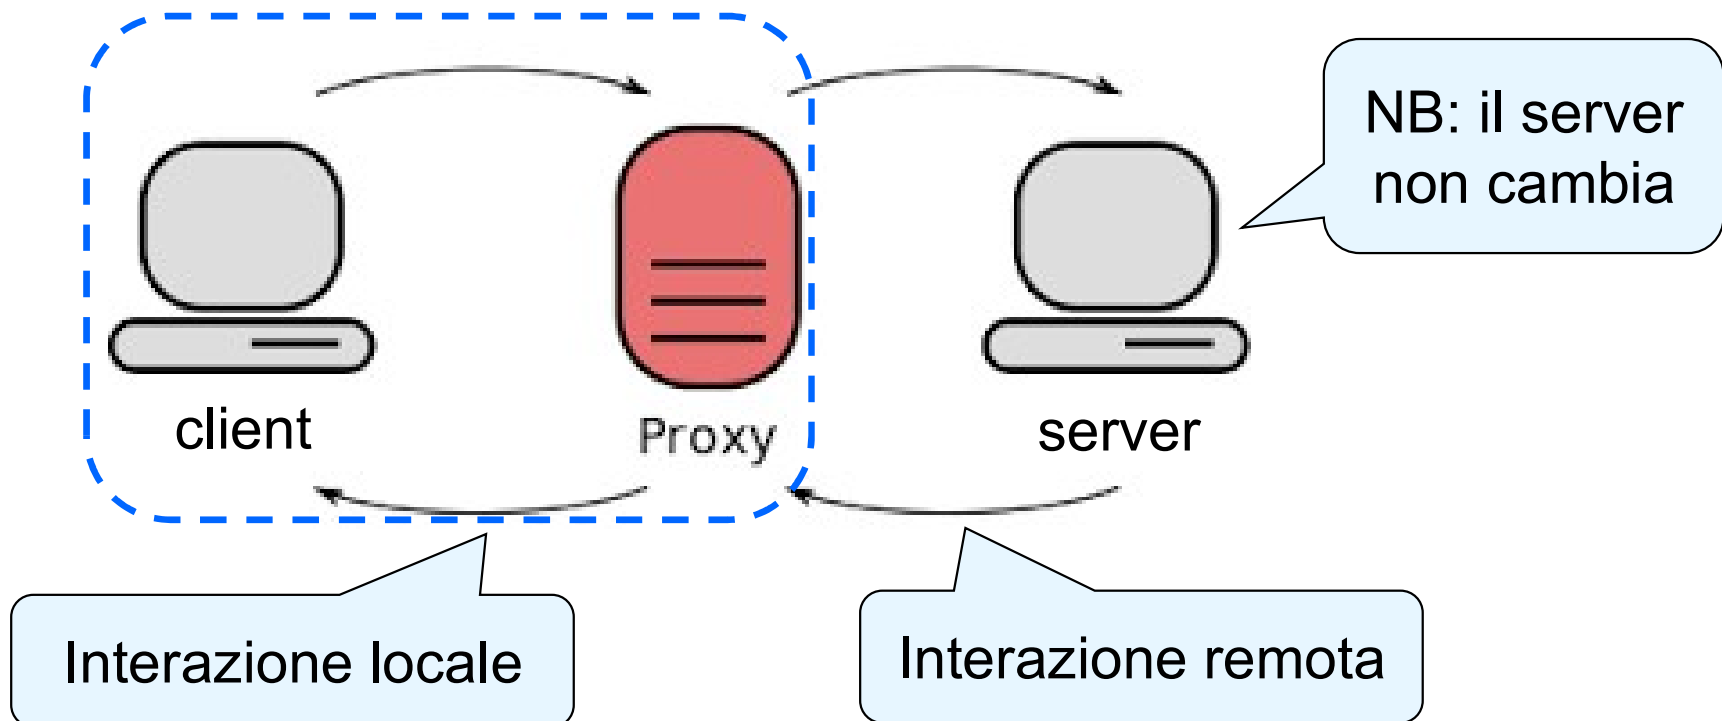 NB: il server
non cambia
client
Proxy
server
Interazione locale
Interazione remota